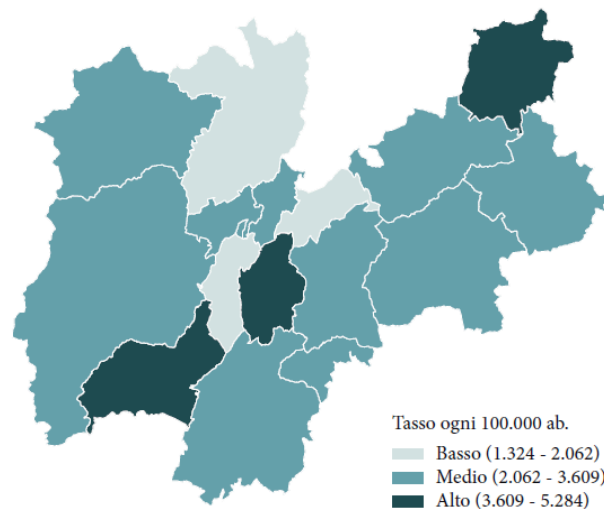 Tasso ogni 100.000 ab.
Basso (1.324 - 2.062)
Medio (2.062 - 3.609)
Alto (3.609 - 5.284)